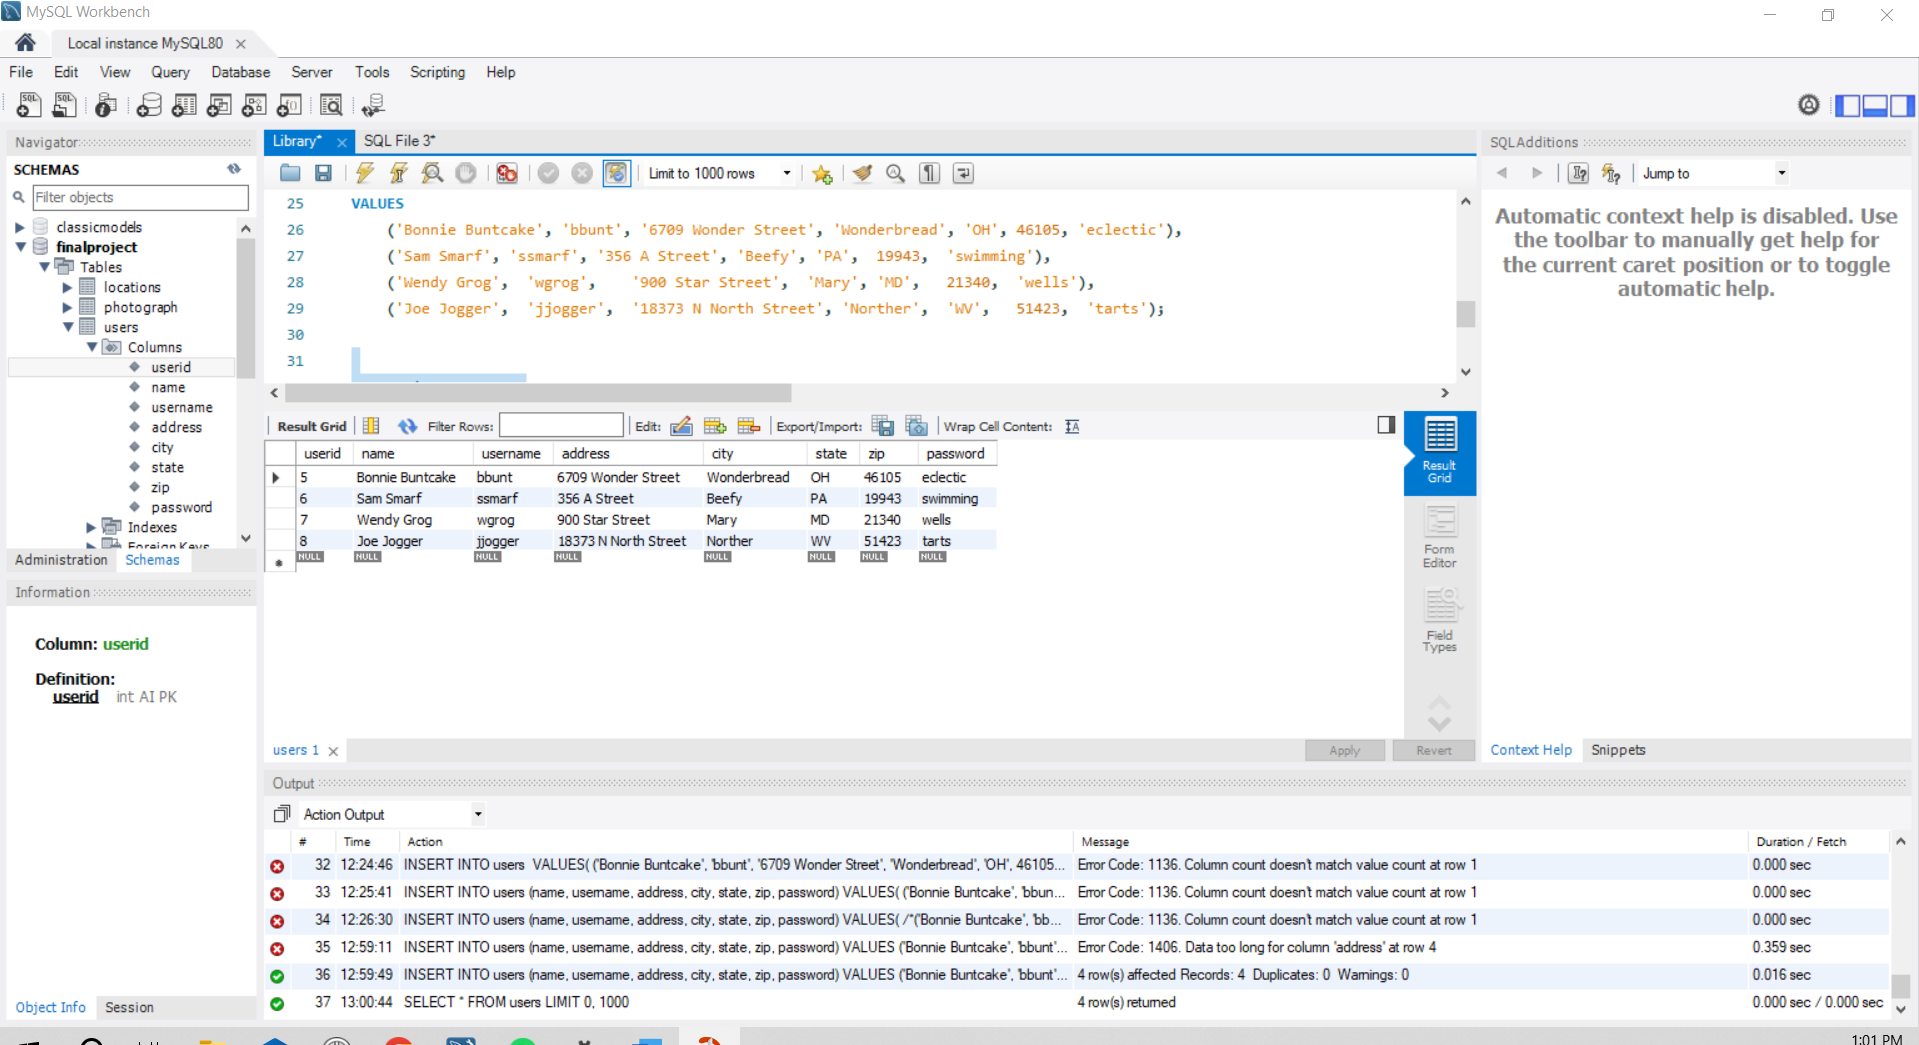 MySQL Workbench
Local instance MySQL80
File Edit View Query Database Server Tools Scripting Help
Navigator
SCHEMAS
Filter objects
classicmodels
finalproject
Tables
locations
photograph
users
Columns
userid
name
username
address
city
state
zip
password
Indexes
Foreign Keys
Administration Schemas
Information
Column: userid
Definition:
userid int AI PK
Object Info Session
Library* SQL File 3*
Limit to 1000 rows
25 VALUES
26 ('Bonnie Buntcake', 'bbunt', '6709 Wonder Street', 'Wonderbread', 'OH', 46105, 'eclectic'),
27 ('Sam Smarf', 'ssmarf', '356 A Street', 'Beefy', 'PA', 19943, 'swimming'),
28 ('Wendy Grog', 'wgrog', '900 Star Street', 'Mary', 'MD', 21340, 'wells'),
29 ('Joe Jogger', 'jjogger', '18373 N North Street', 'Norther', 'WV', 51423, 'tarts');
30
31
Result Grid Filter Rows: Edit: Export/Import: Wrap Cell Content:
userid name username address city state zip password
5 Bonnie Buntcake bbunt 6709 Wonder Street Wonderbread OH 46105 eclectic
6 Sam Smarf ssmarf 356 A Street Beefy PA 19943 swimming
7 Wendy Grog wgrog 900 Star Street Mary MD 21340 wells
8 Joe Jogger jjogger 18373 N North Street Norther WV 51423 tarts
NULL NULL NULL NULL NULL NULL NULL NULL
Result
Grid
Form
Editor
Field
Types
users 1
Apply Revert
SQLAdditions
Jump to
Automatic context help is disabled. Use
the toolbar to manually get help for
the current caret position or to toggle
automatic help.
Context Help Snippets
Output
Action Output
# Time Action Message Duration / Fetch
32 12:24:46 INSERT INTO users VALUES( ('Bonnie Buntcake', 'bbunt', '6709 Wonder Street', 'Wonderbread', 'OH', 46105... Error Code: 1136. Column count doesn't match value count at row 1 0.000 sec
33 12:25:41 INSERT INTO users (name, username, address, city, state, zip, password) VALUES( ('Bonnie Buntcake', 'bbun... Error Code: 1136. Column count doesn't match value count at row 1 0.000 sec
34 12:26:30 INSERT INTO users (name, username, address, city, state, zip, password) VALUES( /*('Bonnie Buntcake', 'bb... Error Code: 1136. Column count doesn't match value count at row 1 0.000 sec
35 12:59:11 INSERT INTO users (name, username, address, city, state, zip, password) VALUES ('Bonnie Buntcake', 'bbunt'... Error Code: 1406. Data too long for column 'address' at row 4 0.359 sec
36 12:59:49 INSERT INTO users (name, username, address, city, state, zip, password) VALUES ('Bonnie Buntcake', 'bbunt'... 4 row(s) affected Records: 4 Duplicates: 0 Warnings: 0 0.016 sec
37 13:00:44 SELECT * FROM users LIMIT 0, 1000 4 row(s) returned 0.000 sec / 0.000 sec
1:01 PM